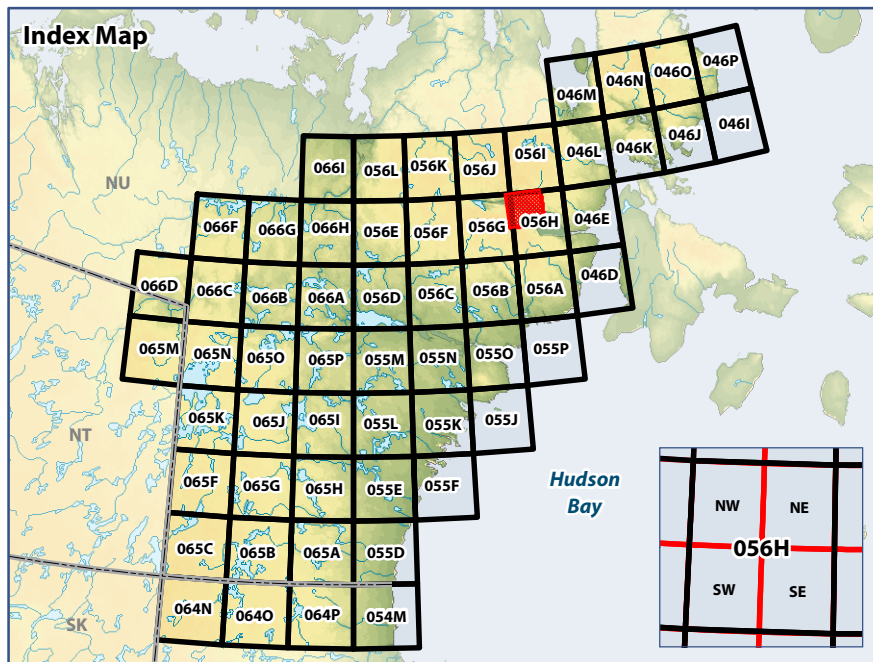 Index Map
046M
046N
046O
046P
066I
056L
056K
056J
056I
046L
046K
046J
046I
NU
066F
066G
066H
056E
056F
056G
056H
046E
066D
066C
066B
066A
056D
056C
056B
056A
046D
065M
065N
065O
065P
055M
055N
055O
055P
NT
065K
065J
065I
055L
055K
055J
065F
065G
065H
055E
055F
Hudson
Bay
065C
065B
065A
055D
SK
064N
064O
064P
054M
NW
NE
056H
SW
SE